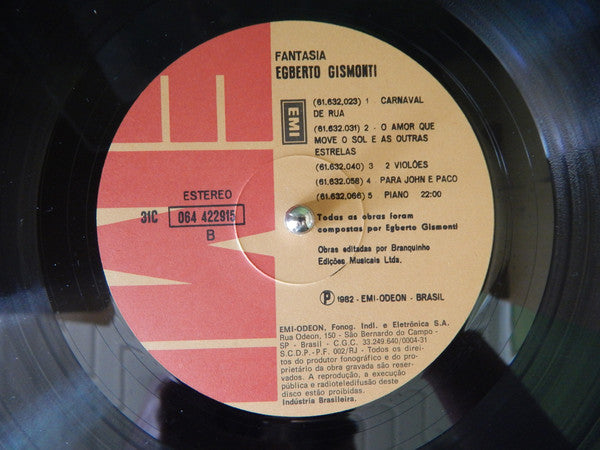 FANTASIA
EGBERTO GISMONTI
EMI
(61.632,023) 1 CARNAVAL
DE RUA
(61.632.031) 2 - O AMOR QUE
MOVE O SOL E AS OUTRAS
ESTRELAS
(61.632,040) 3 2 VIOLÕES
(61.632,058) 4 PARA JOHN E PACO
(61.632,066) 5 PIANO 22:00
ESTEREO
31C 064 422915
B
Todas as obras foram
compostas por Egberto Gismonti
Obras editadas por Branquinho
Edições Musicais Ltda.
Ⓟ 1982 - EMI-ODEON - BRASIL
EMI-ODEON, Fonog. Indl. e Eletrônica S.A.
Rua Odeon, 150 - São Bernardo do Campo -
SP - Brasil - C.G.C. 33.249.640/0004-31
S.C.D.P.-P.F. 002/RJ - Todos os direi-
tos do produtor fonográfico e do pro-
prietário da obra gravada são reser-
vados. A reprodução, a execução
pública e radioteledifusão deste
disco estão proibidas.
Indústria Brasileira.